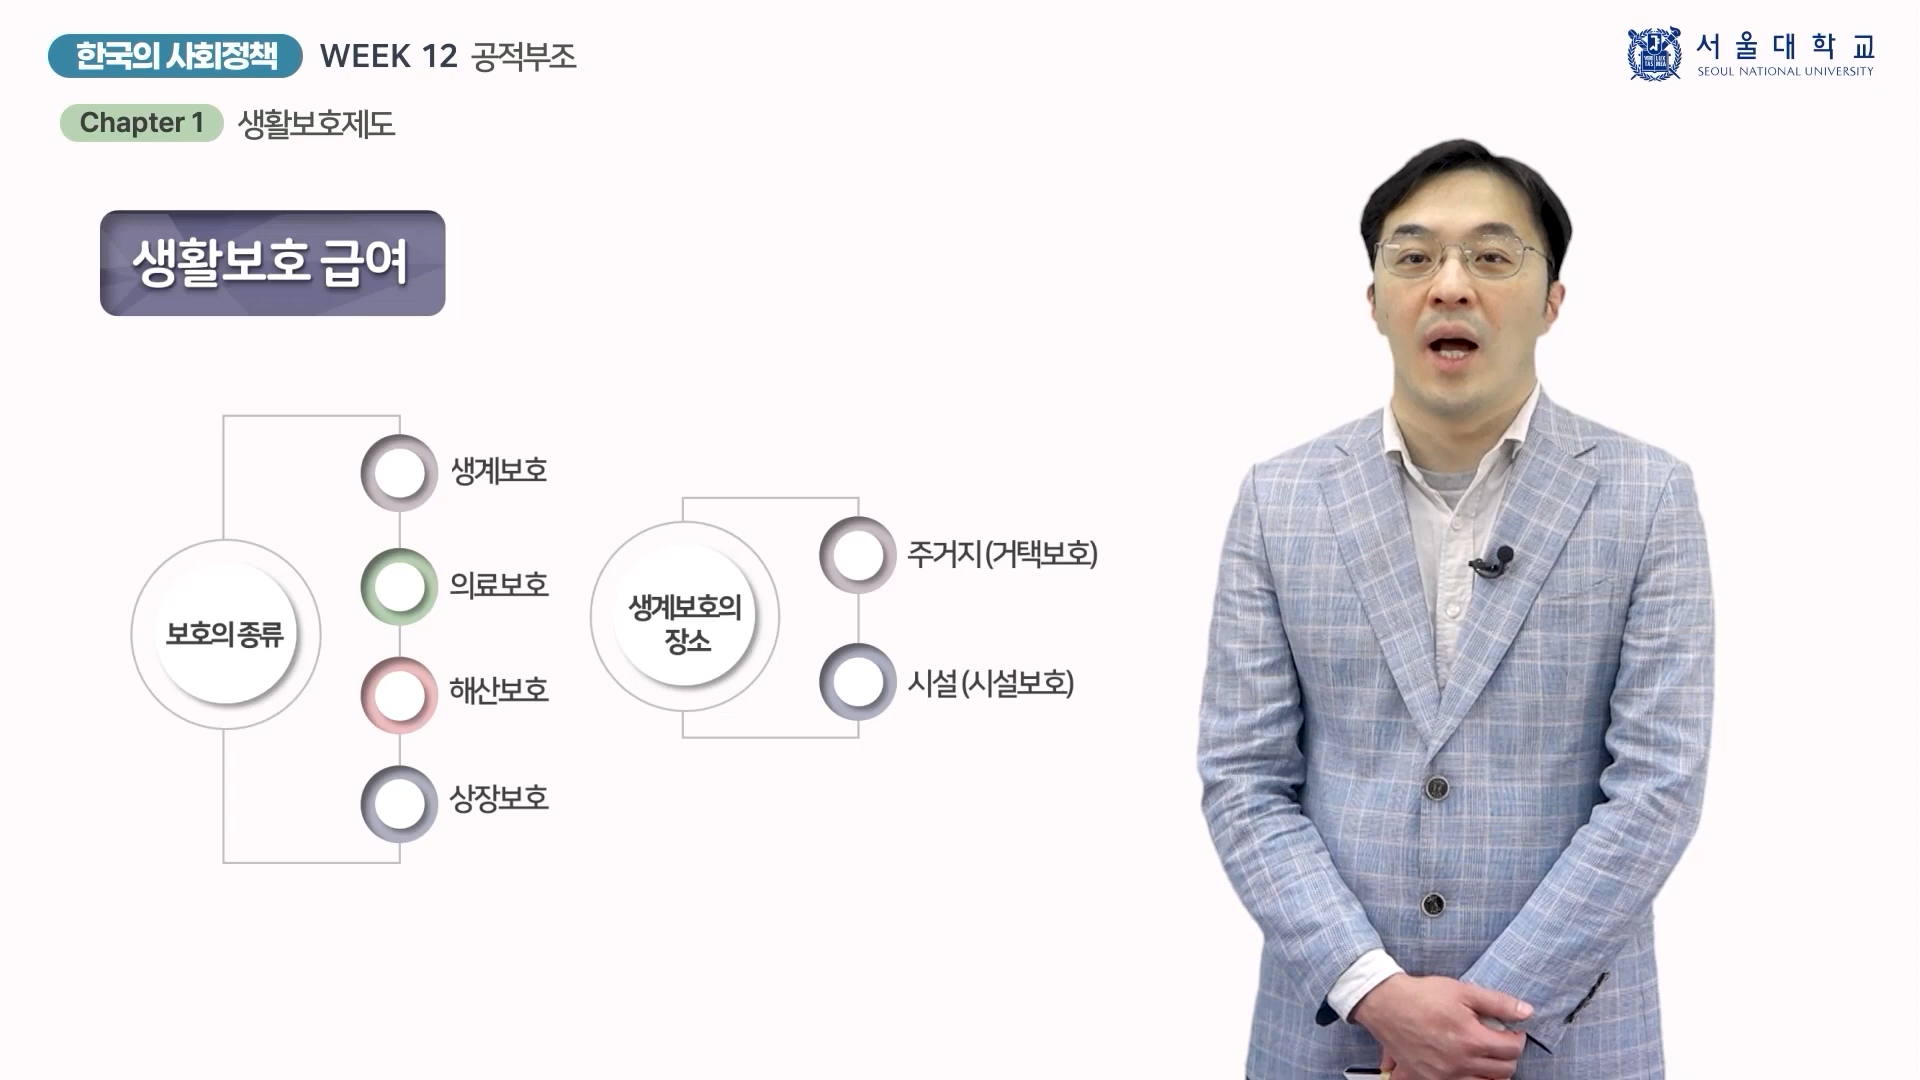 한국의 사회정책 WEEK 12 공적부조
서울대학교
SEOUL NATIONAL UNIVERSITY
Chapter 1 생활보호제도
생활보호 급여
보호의 종류
생계보호
의료보호
해산보호
상장보호
생계보호의
장소
주거지(거택보호)
시설(시설보호)